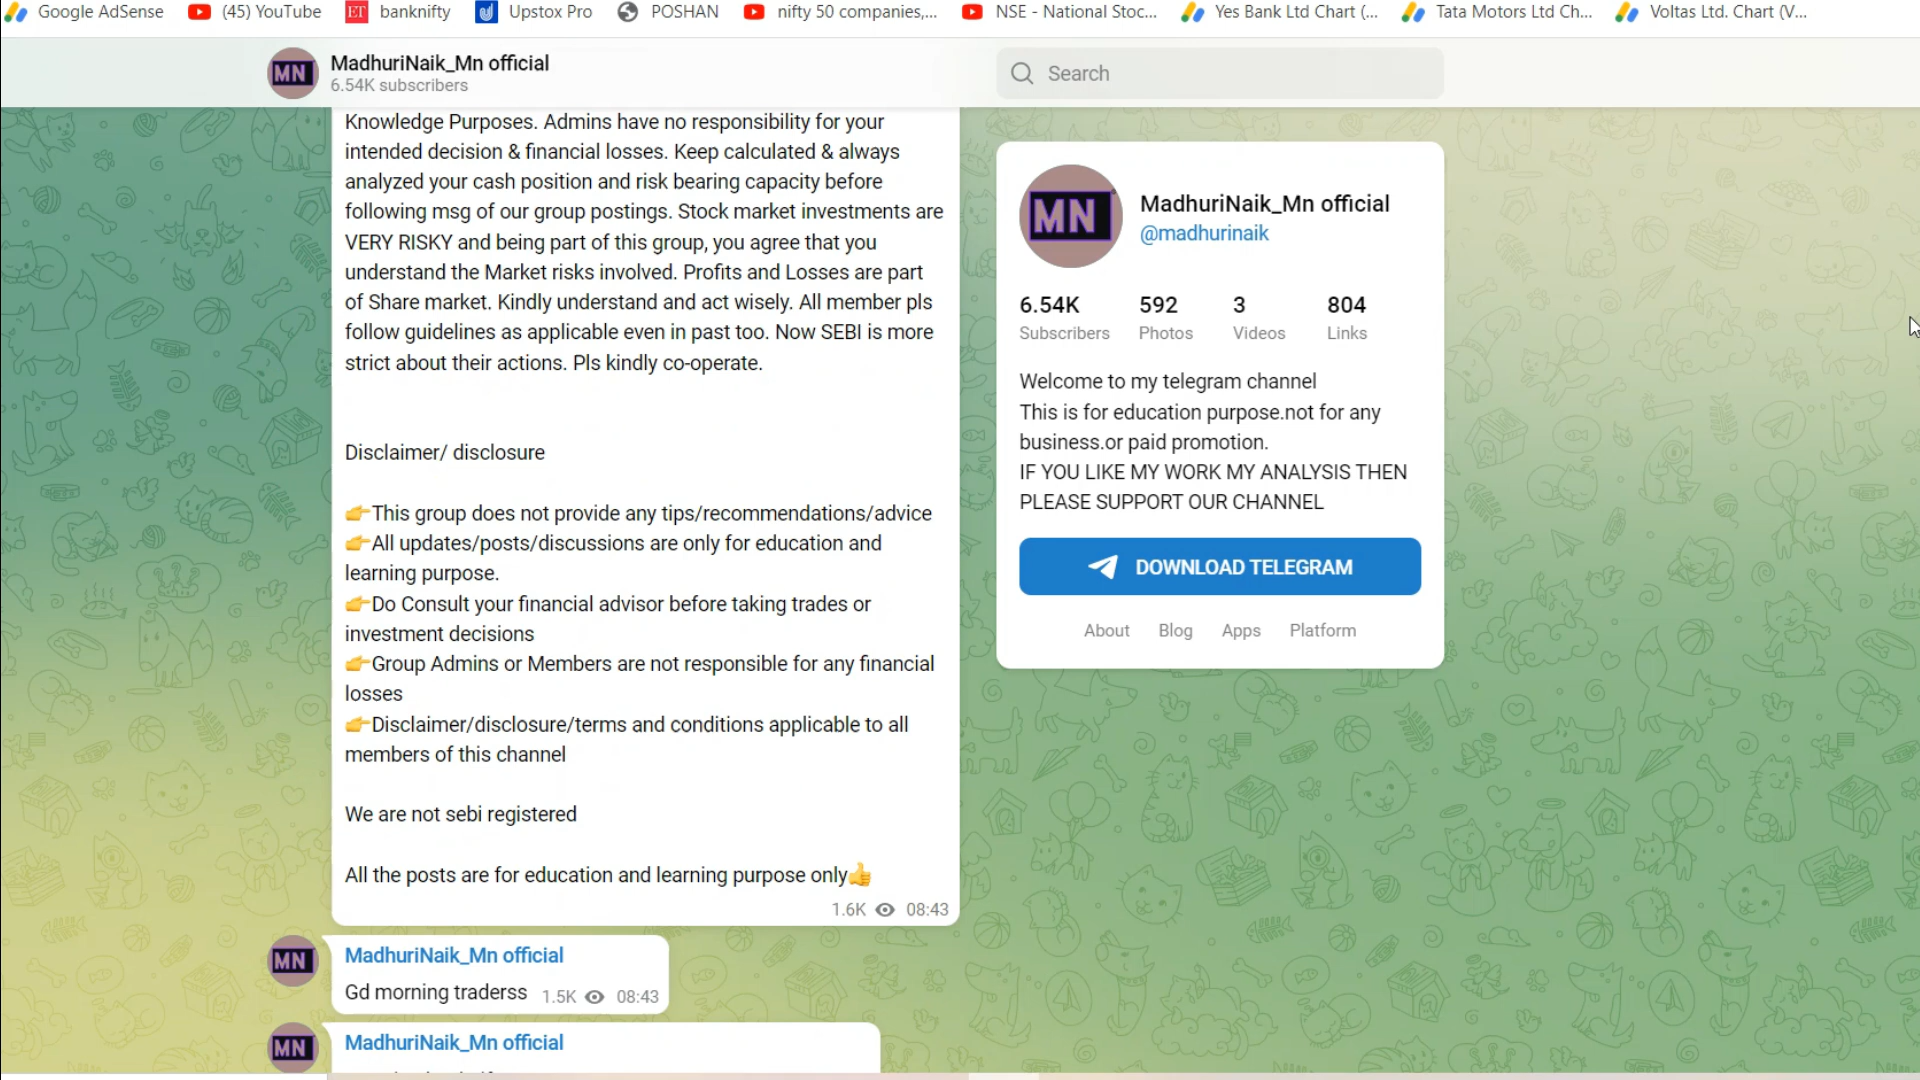 Google AdSense
(45) YouTube
ET
banknifty
Upstox Pro
POSHAN
nifty 50 companies,...
NSE - National Stoc...
Yes Bank Ltd Chart (...
Tata Motors Ltd Ch...
Voltas Ltd. Chart (V...
MN
MadhuriNaik_Mn official
6.54K subscribers
Search
Knowledge Purposes. Admins have no responsibility for your
intended decision & financial losses. Keep calculated & always
analyzed your cash position and risk bearing capacity before
following msg of our group postings. Stock market investments are
VERY RISKY and being part of this group, you agree that you
understand the Market risks involved. Profits and Losses are part
of Share market. Kindly understand and act wisely. All member pls
follow guidelines as applicable even in past too. Now SEBI is more
strict about their actions. Pls kindly co-operate.
Disclaimer/ disclosure
👉This group does not provide any tips/recommendations/advice
👉All updates/posts/discussions are only for education and
learning purpose.
👉Do Consult your financial advisor before taking trades or
investment decisions
👉Group Admins or Members are not responsible for any financial
losses
👉Disclaimer/disclosure/terms and conditions applicable to all
members of this channel
We are not sebi registered
All the posts are for education and learning purpose only👍
1.6K 08:43
MN
MadhuriNaik_Mn official
Gd morning traderss 1.5K 08:43
MN
MadhuriNaik_Mn official
MN
MadhuriNaik_Mn official
@madhurinaik
6.54K 592 3 804
Subscribers Photos Videos Links
Welcome to my telegram channel
This is for education purpose.not for any
business.or paid promotion.
IF YOU LIKE MY WORK MY ANALYSIS THEN
PLEASE SUPPORT OUR CHANNEL
DOWNLOAD TELEGRAM
About Blog Apps Platform